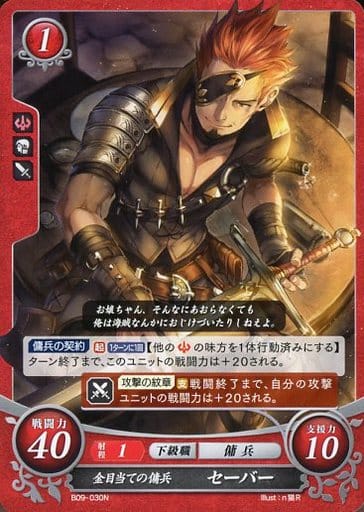 1
お嬢ちゃん、そんなにあおらなくても
俺は海賊なんかにおじけづいたりしねえよ。
傭兵の契約 起 1ターンに1回 【他の の味方を1体行動済みにする】
ターン終了まで、このユニットの戦闘力は+20される。
攻撃の紋章 支 戦闘終了まで、自分の攻撃
ユニットの戦闘力は+20される。
戦闘力
40
射程 1 下級職 傭兵
支援力
10
金目当ての傭兵 セーバー
B09-030N
Illust:n猫R